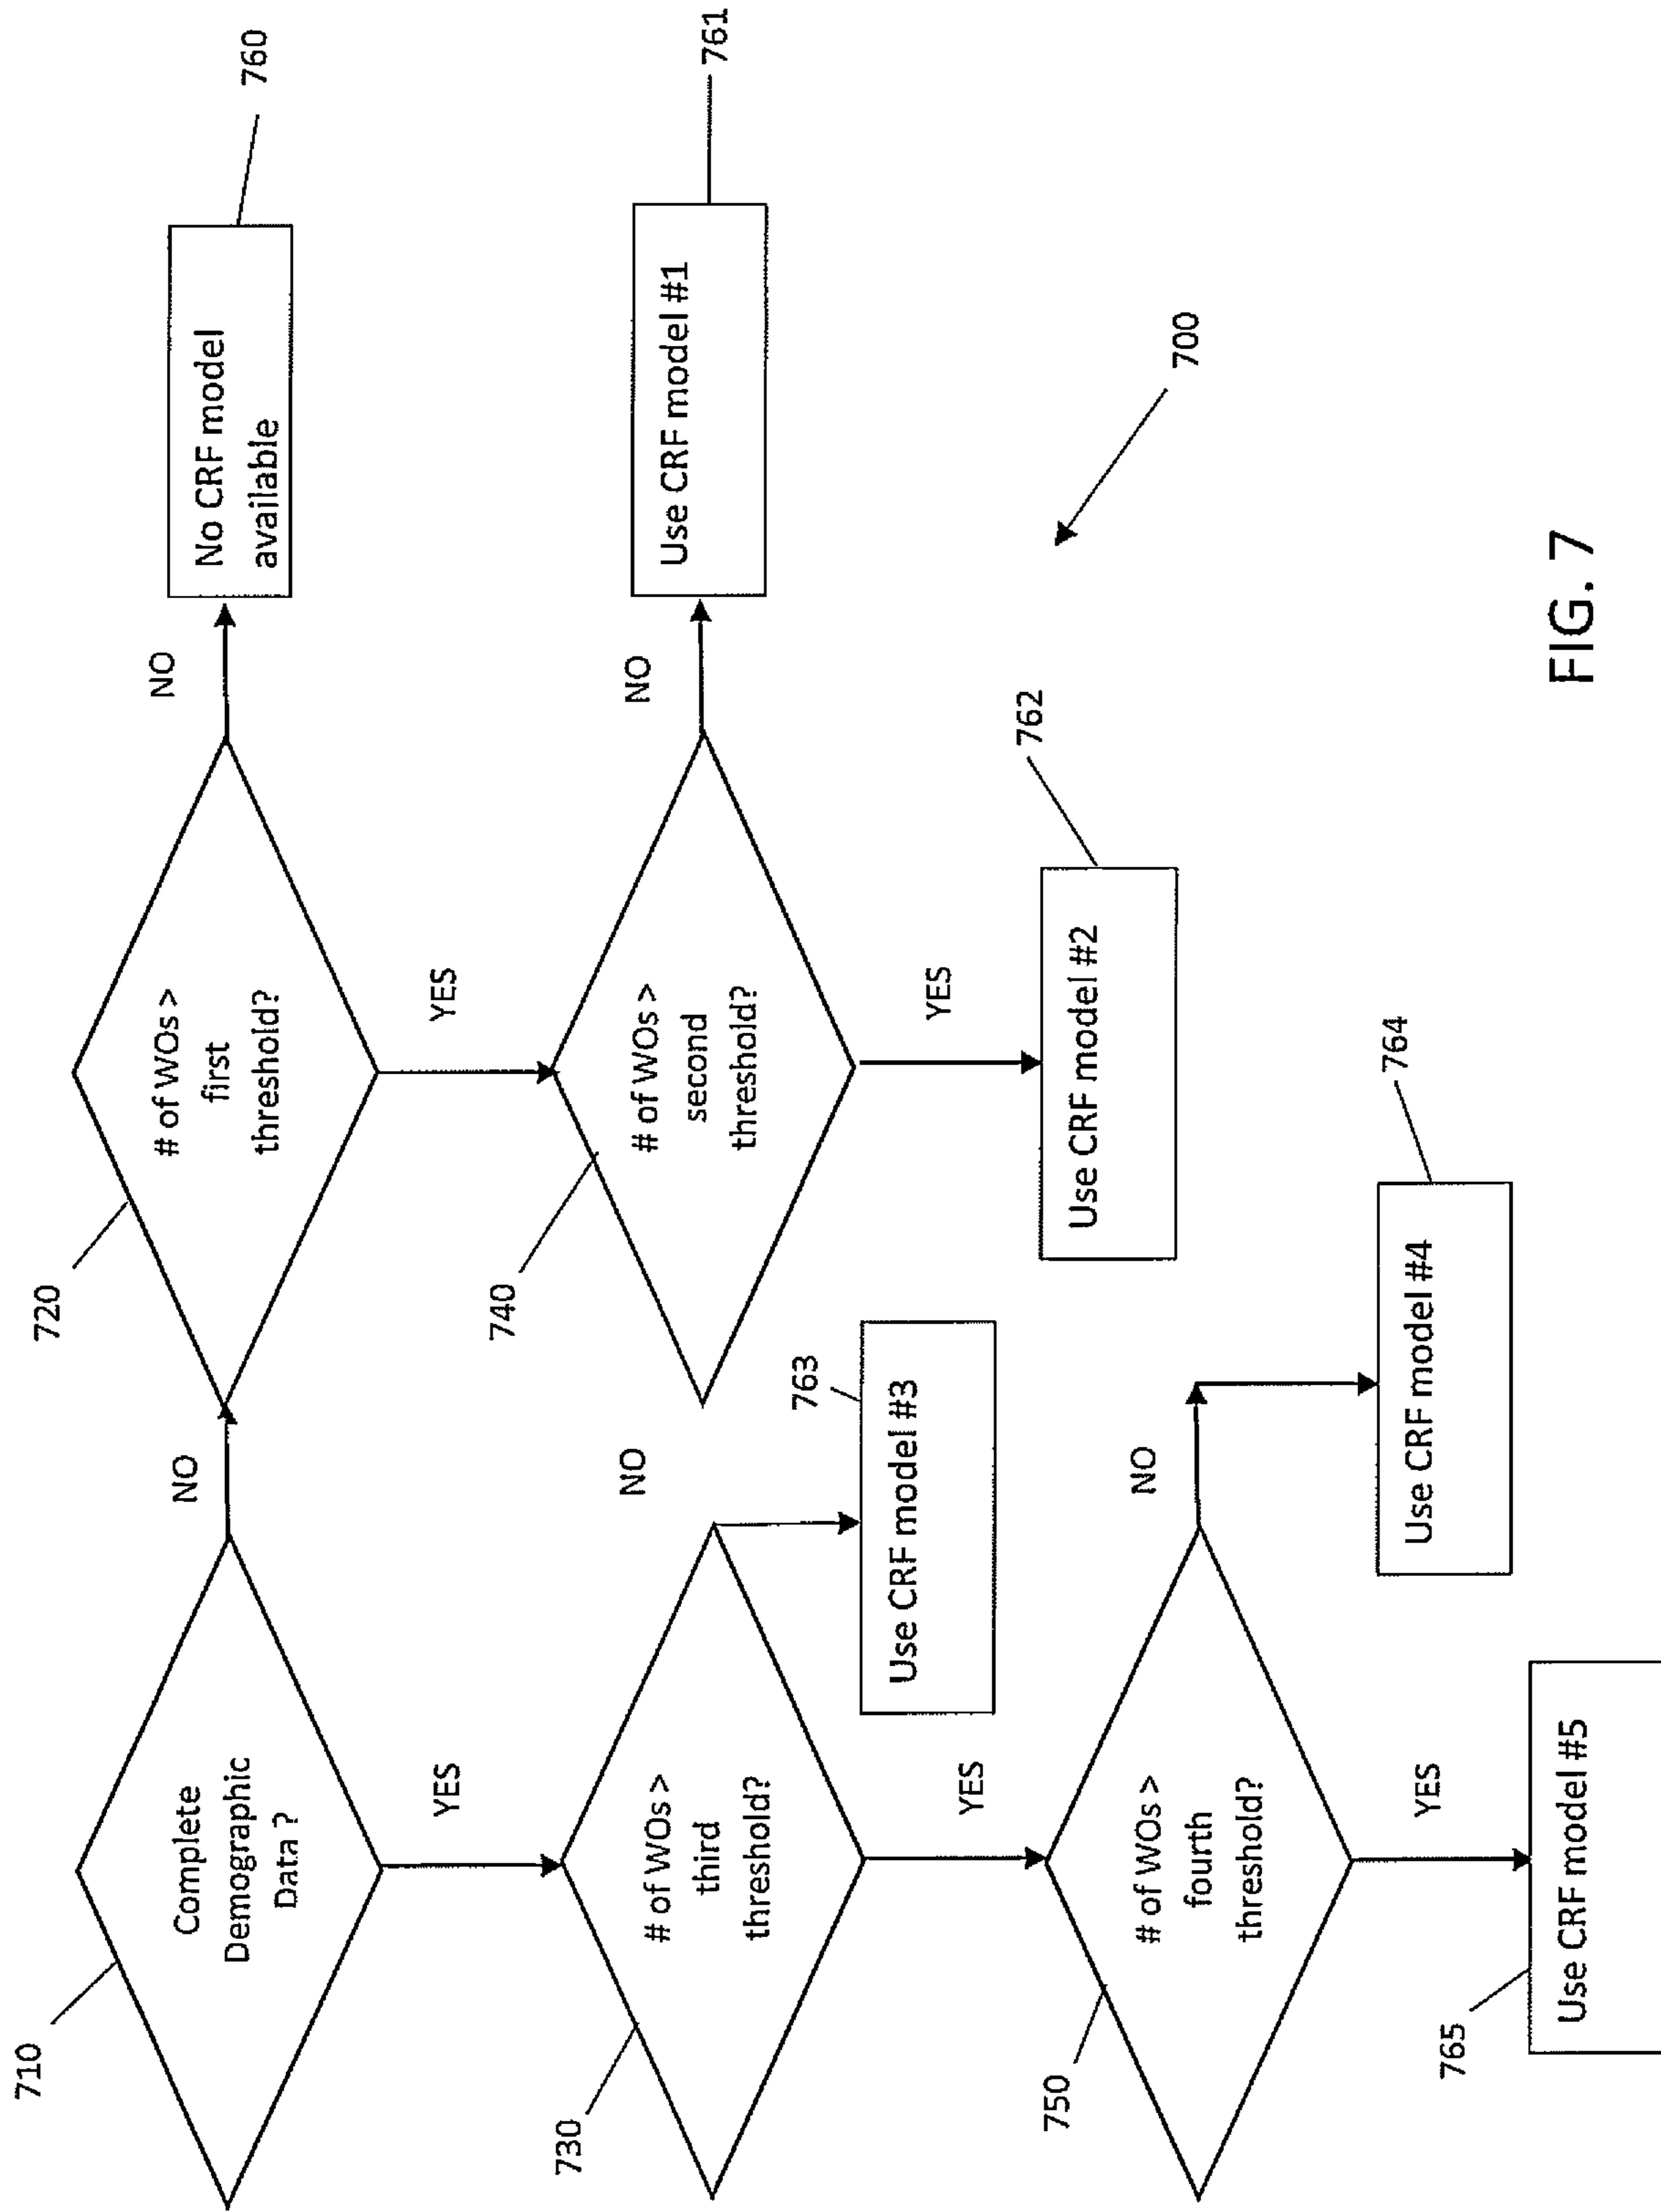 710
Complete
Demographic
Data ?
NO
YES
720
# of WOs >
first
threshold?
NO
YES
No CRF model
available
760
730
# of WOs >
third
threshold?
NO
YES
763
Use CRF model #3
740
# of WOs >
second
threshold?
NO
YES
Use CRF model #1
761
Use CRF model #2
762
750
# of WOs >
fourth
threshold?
NO
YES
Use CRF model #4
764
765
Use CRF model #5
700
FIG. 7